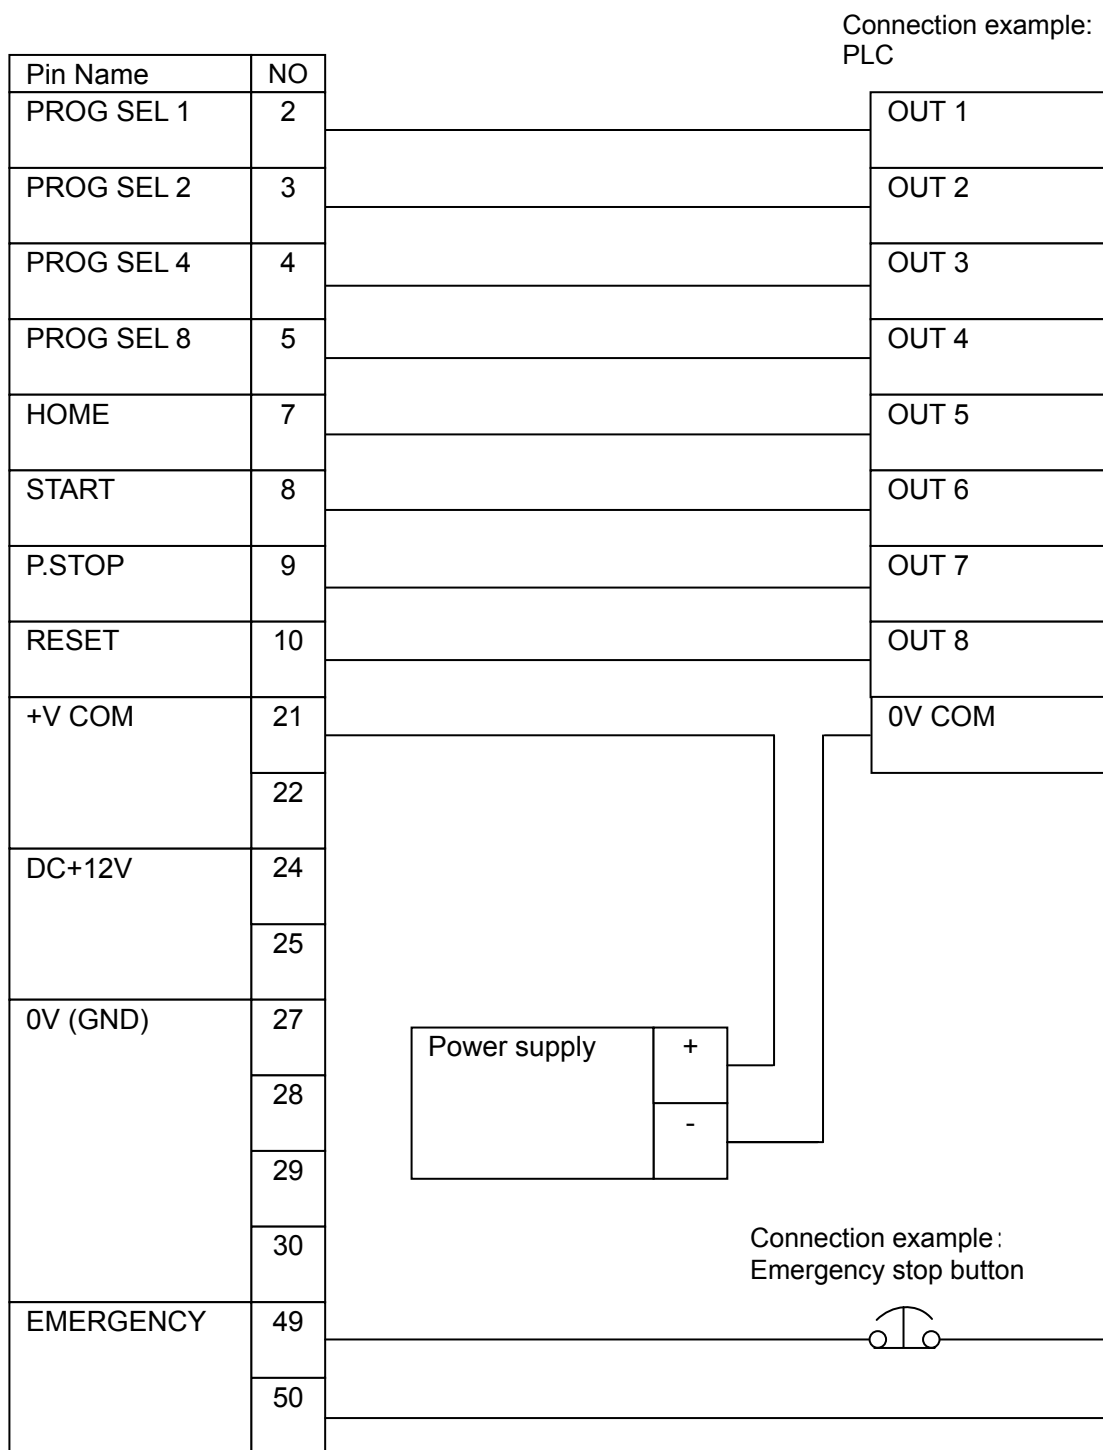 Connection example:
PLC
Pin Name NO
PROG SEL 1 2 OUT 1
PROG SEL 2 3 OUT 2
PROG SEL 4 4 OUT 3
PROG SEL 8 5 OUT 4
HOME 7 OUT 5
START 8 OUT 6
P.STOP 9 OUT 7
RESET 10 OUT 8
+V COM 21 0V COM
22
DC+12V 24
25
0V (GND) 27
Power supply +
28
-
29
30
Connection example:
Emergency stop button
EMERGENCY 49
50